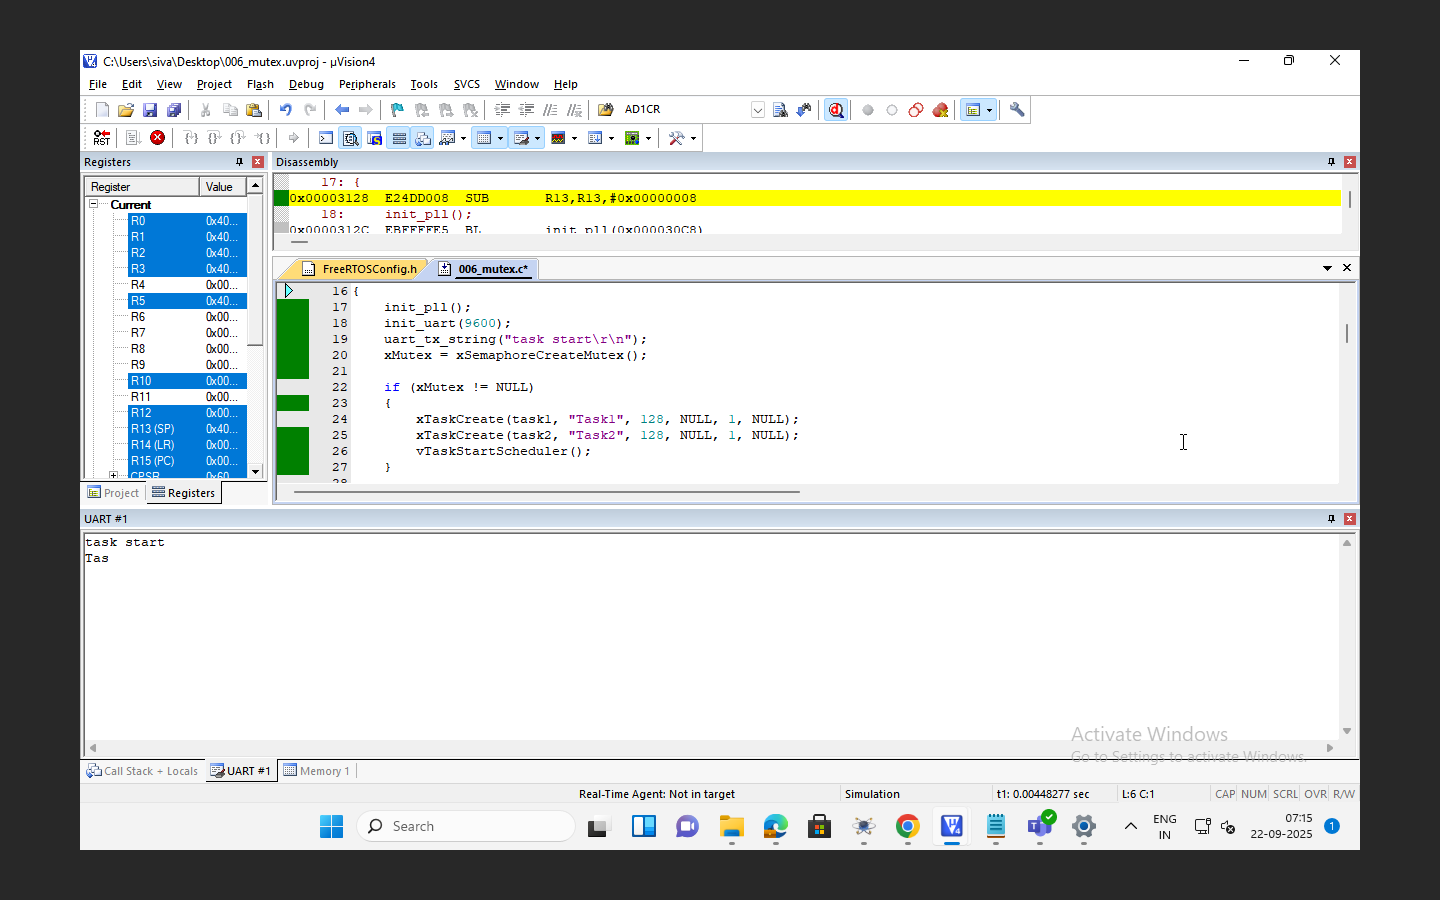 C:\Users\siva\Desktop\006_mutex.uvproj - µVision4
File Edit View Project Flash Debug Peripherals Tools SVCS Window Help
AD1CR
RST
Registers
Register Value
Current
R0 0x40...
R1 0x40...
R2 0x40...
R3 0x40...
R4 0x00...
R5 0x40...
R6 0x00...
R7 0x00...
R8 0x00...
R9 0x00...
R10 0x00...
R11 0x00...
R12 0x00...
R13 (SP) 0x40...
R14 (LR) 0x00...
R15 (PC) 0x00...
CPSR 0x60...
Project Registers
Disassembly
17: {
0x00003128 E24DD008 SUB R13,R13,#0x00000008
18: init_pll();
0x0000312C EBFFFFE5 BL init_pll(0x000030C8)
FreeRTOSConfig.h 006_mutex.c*
16 {
17 init_pll();
18 init_uart(9600);
19 uart_tx_string("task start\r\n");
20 xMutex = xSemaphoreCreateMutex();
21
22 if (xMutex != NULL)
23 {
24 xTaskCreate(task1, "Task1", 128, NULL, 1, NULL);
25 xTaskCreate(task2, "Task2", 128, NULL, 1, NULL);
26 vTaskStartScheduler();
27 }
28
UART #1
task start
Tas
Activate Windows
Go to Settings to activate Windows.
Call Stack + Locals UART #1 Memory 1
Real-Time Agent: Not in target Simulation t1: 0.00448277 sec L:6 C:1 CAP NUM SCRL OVR R/W
Search
ENG
IN
07:15
22-09-2025
1